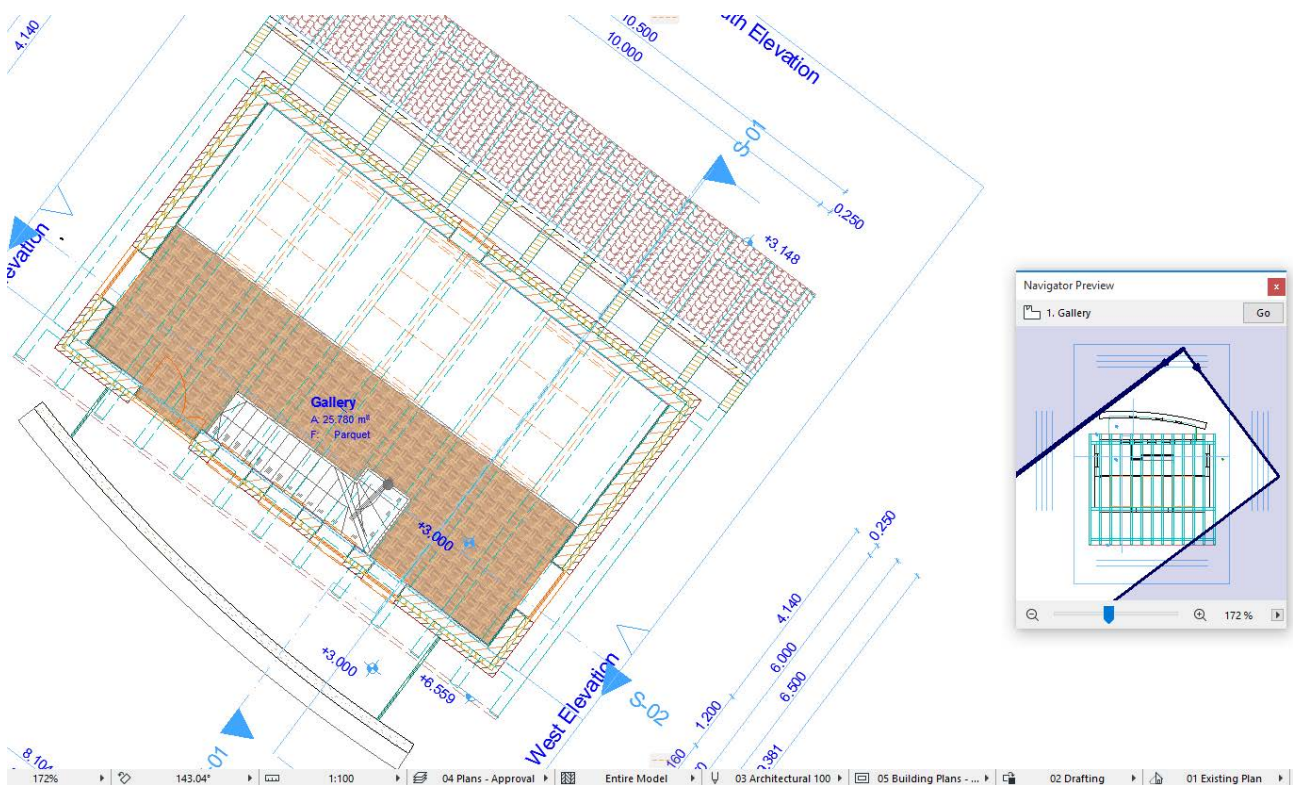 4.140
10.500
10.000
th Elevation
S-01
0.250
+3.148
evation
Gallery
A: 25.780 m²
F: Parquet
+3.000
+3.000
+6.559
S-02
West Elevation
-01
8.104
0.250
4.140
6.000
6.500
1.200
160
9.381
Navigator Preview
1. Gallery
Go
172 %
172%
143.04°
1:100
04 Plans - Approval
Entire Model
03 Architectural 100
05 Building Plans - ...
02 Drafting
01 Existing Plan